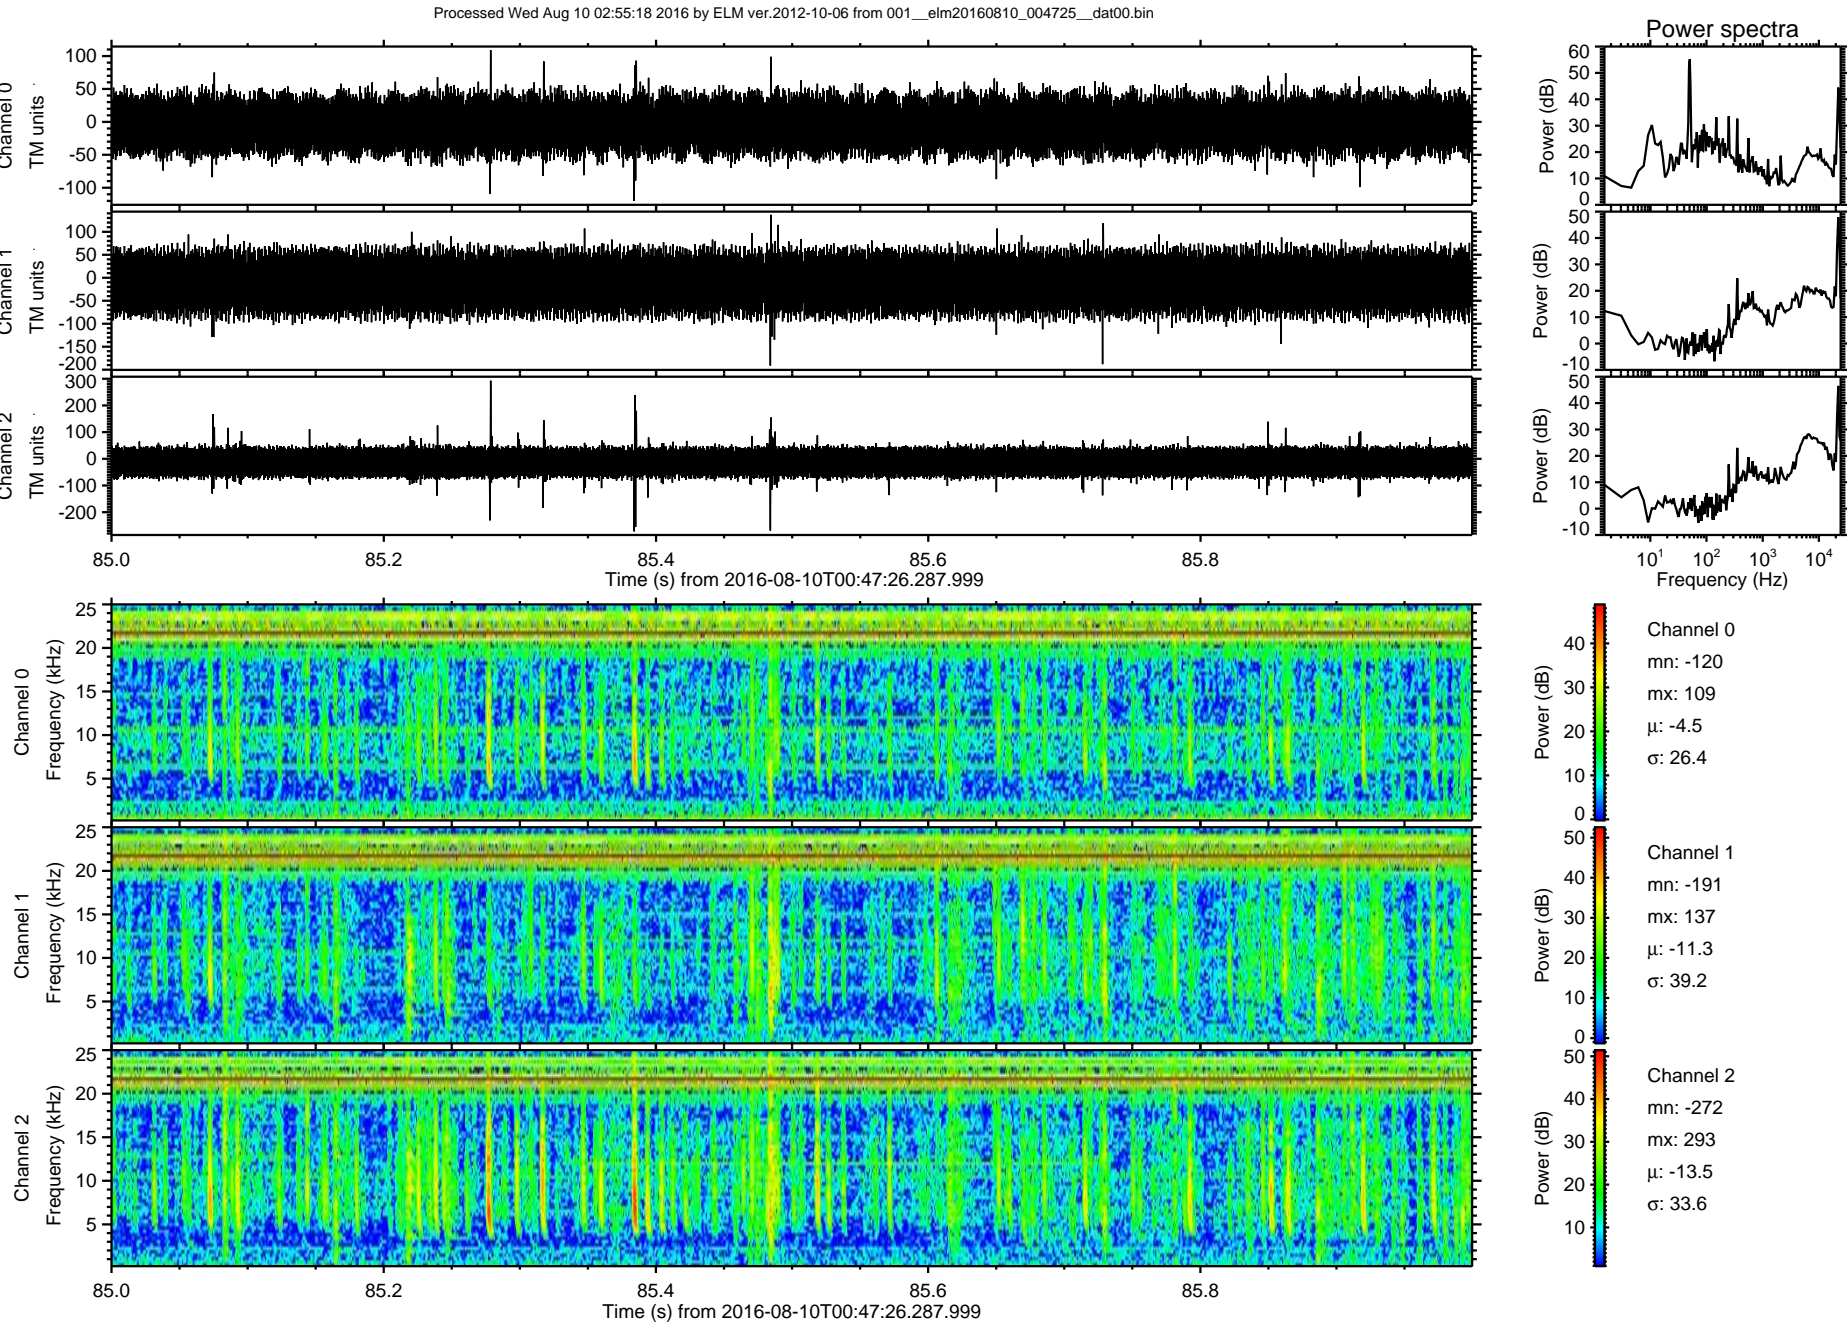 Processed Wed Aug 10 02:55:18 2016 by ELM ver.2012-10-06 from 001__elm20160810_004725__dat00.bin
Power spectra
Channel 0
TM units
100
50
0
-50
-100
Power (dB)
60
50
40
30
20
10
0
Channel 1
TM units
100
50
0
-50
-100
-150
-200
Power (dB)
50
40
30
20
10
0
-10
Channel 2
TM units
300
200
100
0
-100
-200
Power (dB)
50
40
30
20
10
0
-10
85.0 85.2 85.4 85.6 85.8
Time (s) from 2016-08-10T00:47:26.287.999
10¹ 10² 10³ 10⁴
Frequency (Hz)
Channel 0
Frequency (kHz)
25
20
15
10
5
Power (dB)
40
30
20
10
0
Channel 0
mn: -120
mx: 109
μ: -4.5
σ: 26.4
Channel 1
Frequency (kHz)
25
20
15
10
5
Power (dB)
50
40
30
20
10
0
Channel 1
mn: -191
mx: 137
μ: -11.3
σ: 39.2
Channel 2
Frequency (kHz)
25
20
15
10
5
Power (dB)
50
40
30
20
10
Channel 2
mn: -272
mx: 293
μ: -13.5
σ: 33.6
85.0 85.2 85.4 85.6 85.8
Time (s) from 2016-08-10T00:47:26.287.999